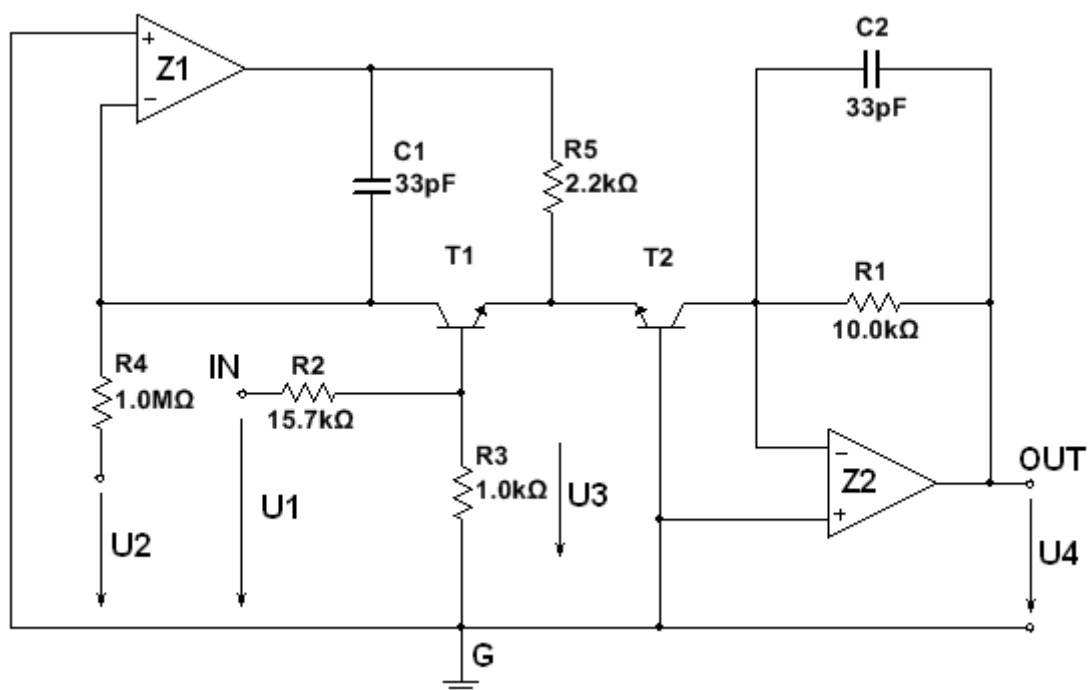 C2
33pF
+
Z1
−
C1
33pF
R5
2.2kΩ
T1
T2
R1
10.0kΩ
R4
1.0MΩ
IN
R2
15.7kΩ
R3
1.0kΩ
U1
U2
U3
−
Z2
+
OUT
U4
G